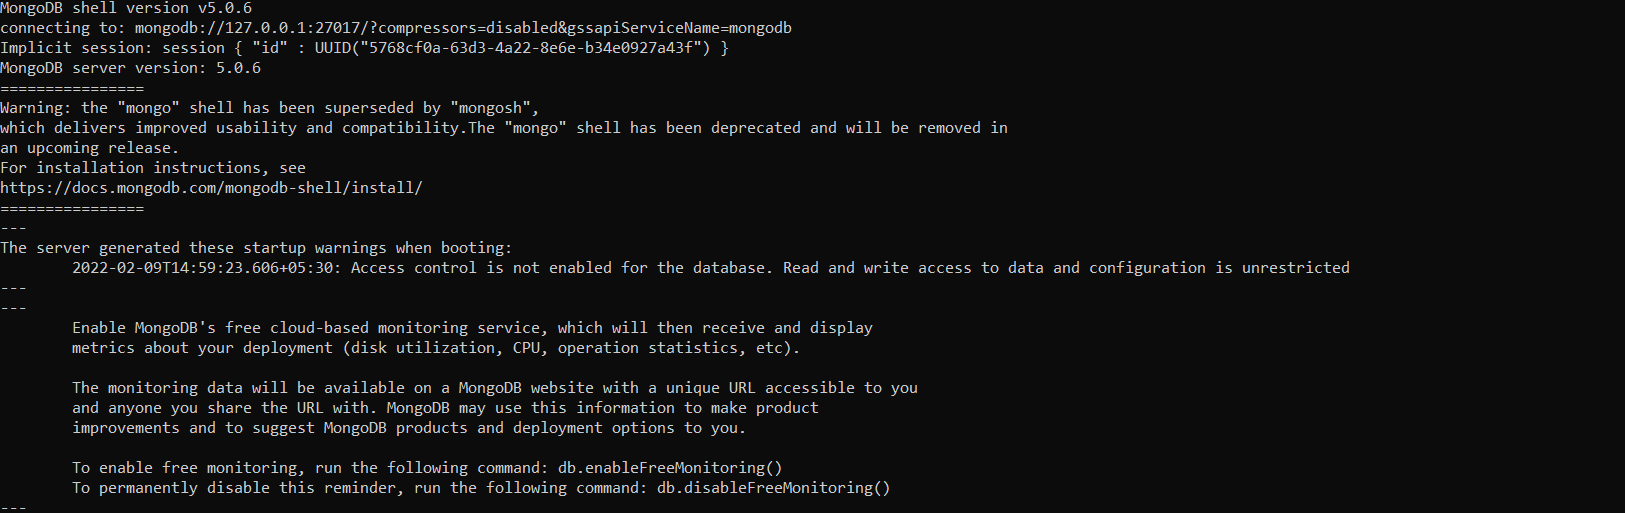 MongoDB shell version v5.0.6
connecting to: mongodb://127.0.0.1:27017/?compressors=disabled&gssapiServiceName=mongodb
Implicit session: session { "id" : UUID("5768cf0a-63d3-4a22-8e6e-b34e0927a43f") }
MongoDB server version: 5.0.6
================
Warning: the "mongo" shell has been superseded by "mongosh",
which delivers improved usability and compatibility.The "mongo" shell has been deprecated and will be removed in
an upcoming release.
For installation instructions, see
https://docs.mongodb.com/mongodb-shell/install/
================
---
The server generated these startup warnings when booting:
        2022-02-09T14:59:23.606+05:30: Access control is not enabled for the database. Read and write access to data and configuration is unrestricted
---
---
        Enable MongoDB's free cloud-based monitoring service, which will then receive and display
        metrics about your deployment (disk utilization, CPU, operation statistics, etc).

        The monitoring data will be available on a MongoDB website with a unique URL accessible to you
        and anyone you share the URL with. MongoDB may use this information to make product
        improvements and to suggest MongoDB products and deployment options to you.

        To enable free monitoring, run the following command: db.enableFreeMonitoring()
        To permanently disable this reminder, run the following command: db.disableFreeMonitoring()
---